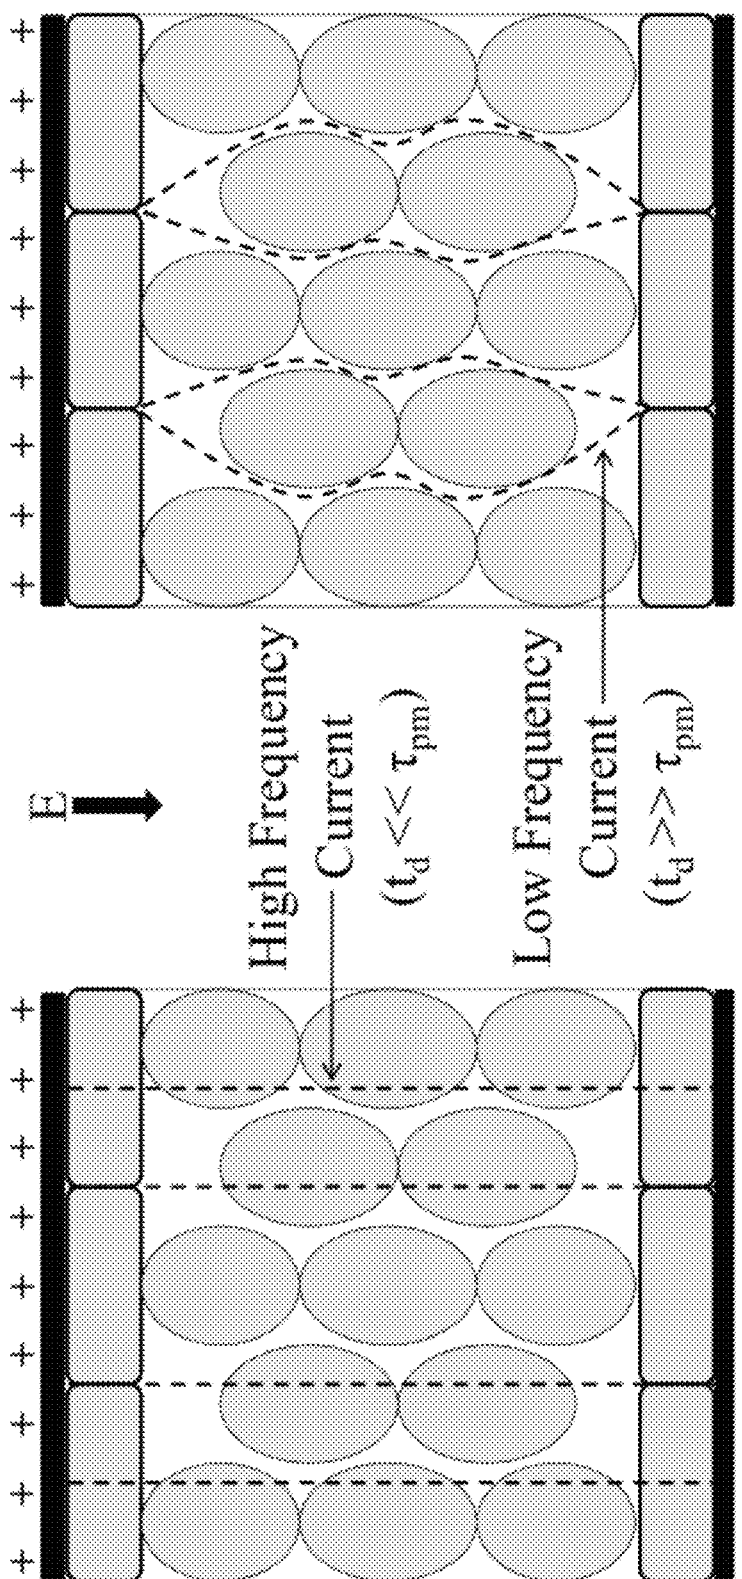 + + + + + + + + +
E
+ + + + + + + + +
High Frequency
Current
(t_d << τ_pm)
Low Frequency
Current
(t_d >> τ_pm)